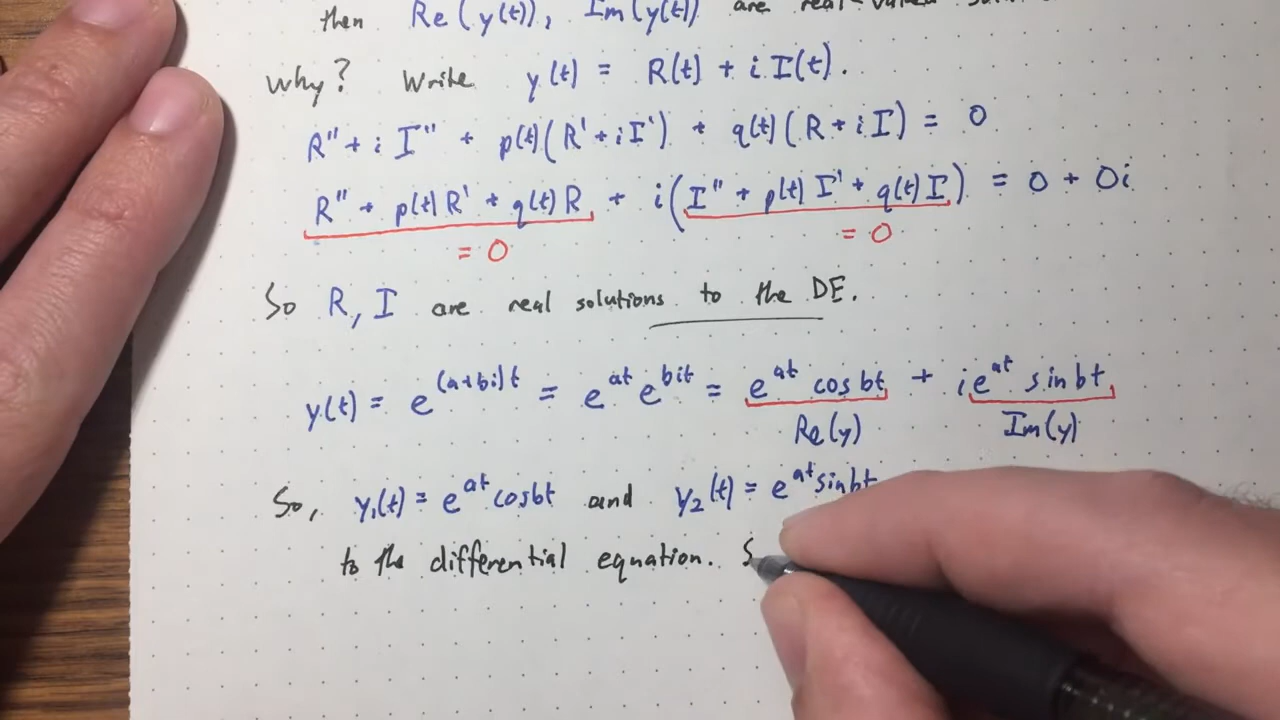 then Re(y(t)), Im(y(t)) are real-valued
Why? Write y(t) = R(t) + i I(t).
R'' + i I'' + p(t)(R' + i I') + q(t)(R + i I) = 0
R'' + p(t) R' + q(t) R + i(I'' + p(t) I' + q(t) I) = 0 + 0i
= 0 = 0
So R, I are real solutions to the DE.
y(t) = e^{(a+bi)t} = e^{at} e^{bit} = e^{at} cos bt + i e^{at} sin bt
Re(y) Im(y)
So, y₁(t) = e^{at} cos bt and y₂(t) = e^{at} sin bt
to the differential equation. S